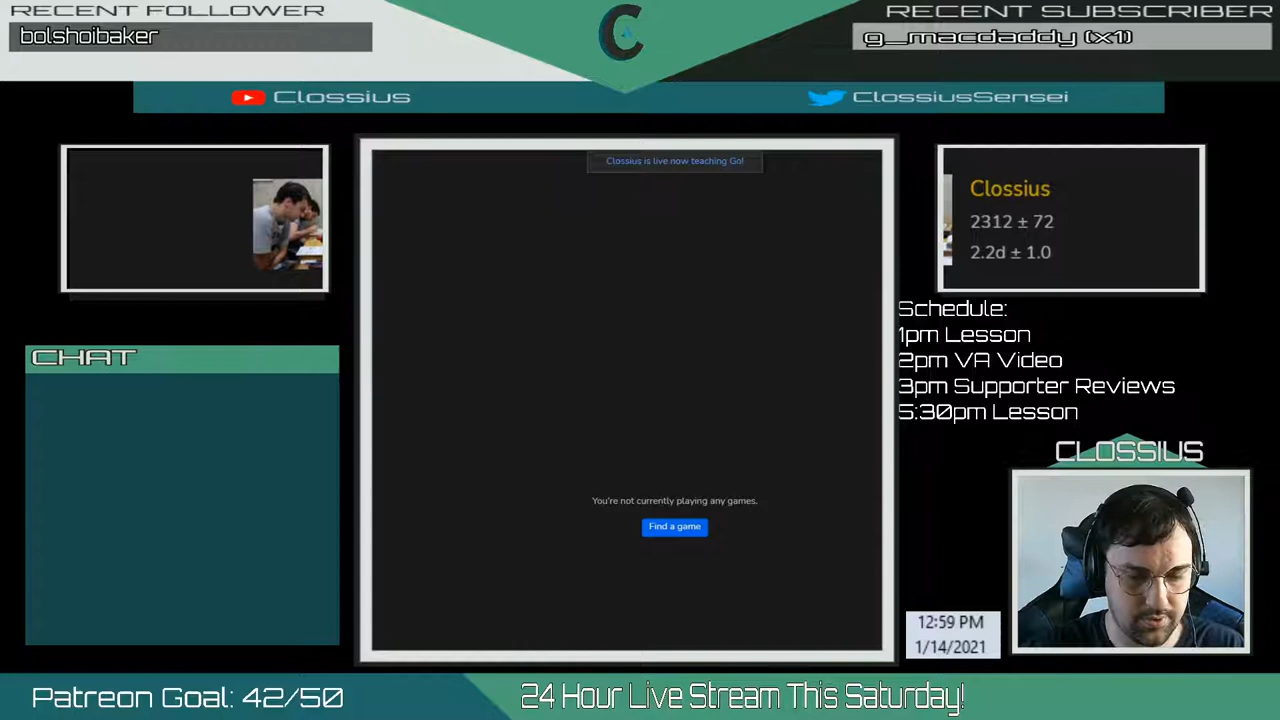 RECENT FOLLOWER
bolshoibaker
RECENT SUBSCRIBER
g_macdaddy (x1)
Clossius
ClossiusSensei
Clossius is live now teaching Go!
Clossius
2312 ± 72
2.2d ± 1.0
Schedule:
1pm Lesson
2pm VA Video
3pm Supporter Reviews
5:30pm Lesson
CHAT
You're not currently playing any games.
Find a game
CLOSSIUS
12:59 PM
1/14/2021
Patreon Goal: 42/50
24 Hour Live Stream This Saturday!